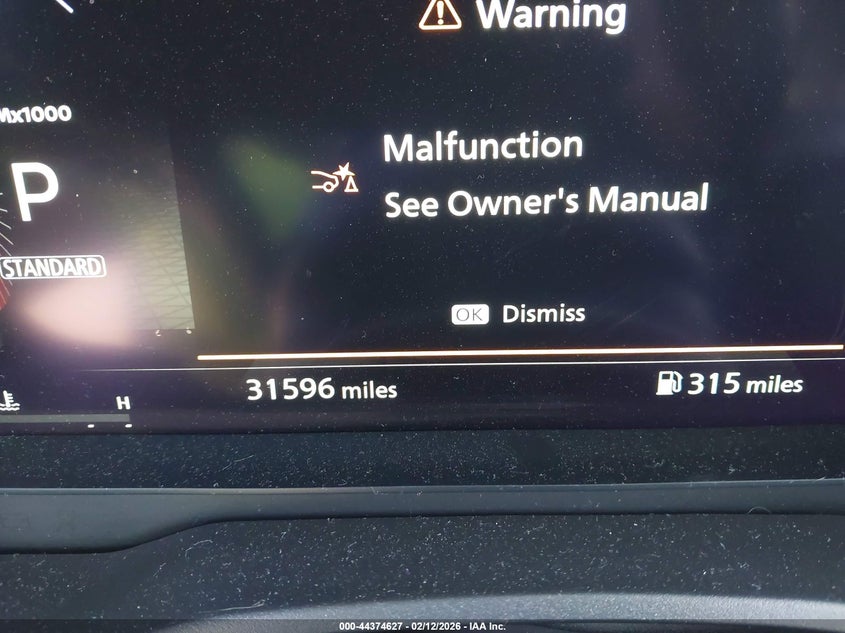 Warning
Mx1000
Malfunction
P
See Owner's Manual
STANDARD
OK Dismiss
31596 miles
315 miles
H
000-44374627 - 02/12/2026 - IAA Inc.